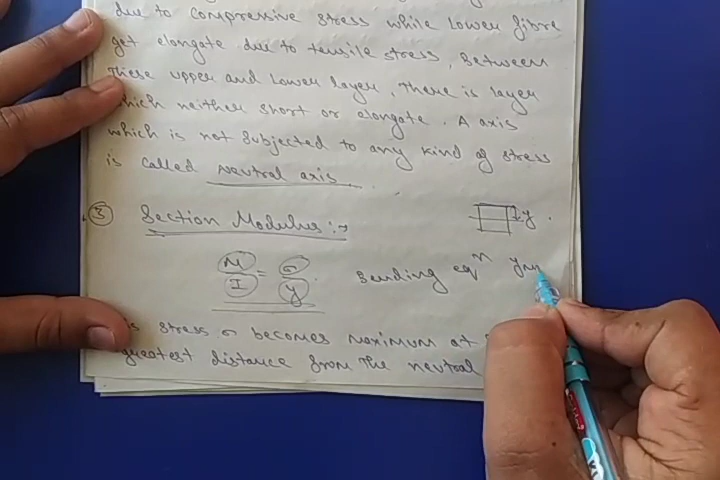 due to compressive stress while lower fibre
get elongate due to tensile stress, Between
These upper and Lower layer, There is layer
which neither short or elongate. A axis
which is not subjected to any kind of stress
is called Neutral axis
③ Section Modulus :-
y.
M/I = σ/y Bending eqⁿ ym
stress σ becomes maximum at
greatest distance from The neutral